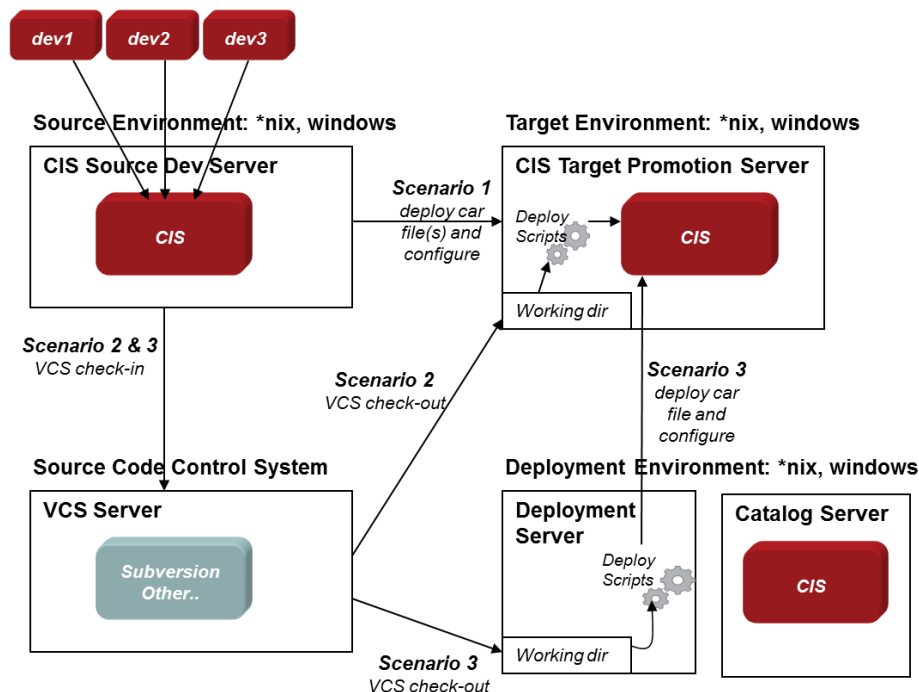 dev1
dev2
dev3
Source Environment: *nix, windows
Target Environment: *nix, windows
CIS Source Dev Server
CIS
Scenario 1
deploy car
file(s) and
configure
CIS Target Promotion Server
Deploy
Scripts
CIS
Working dir
Scenario 2 & 3
VCS check-in
Scenario 2
VCS check-out
Scenario 3
deploy car
file and
configure
Source Code Control System
Deployment Environment: *nix, windows
VCS Server
Subversion
Other..
Deployment
Server
Deploy
Scripts
Working dir
Catalog Server
CIS
Scenario 3
VCS check-out